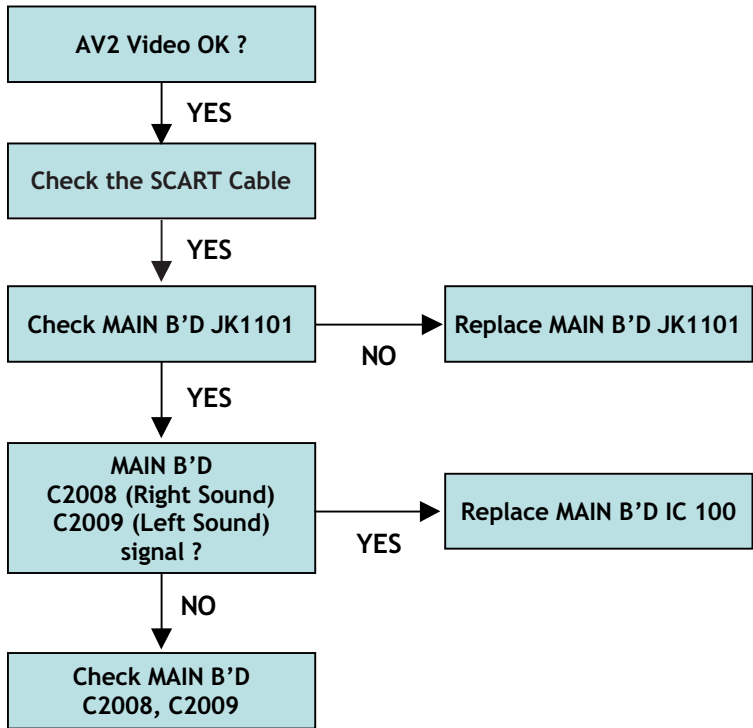 AV2 Video OK ?
YES
Check the SCART Cable
YES
Check MAIN B’D JK1101
NO
Replace MAIN B’D JK1101
YES
MAIN B’D
C2008 (Right Sound)
C2009 (Left Sound)
signal ?
YES
Replace MAIN B’D IC 100
NO
Check MAIN B’D
C2008, C2009